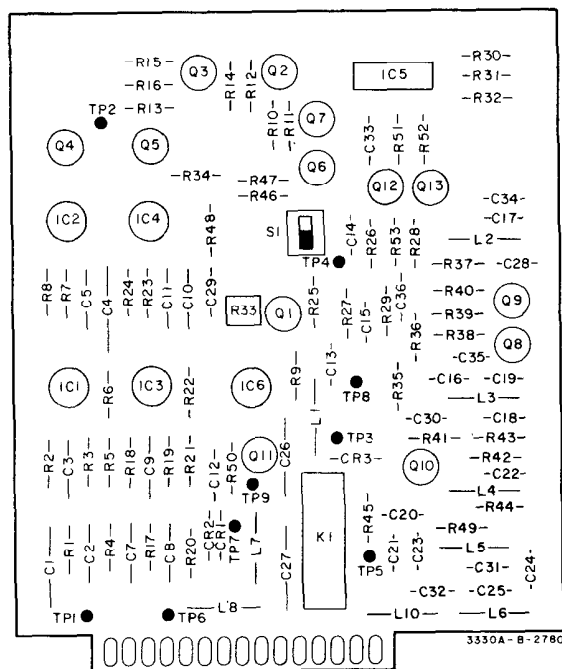 -R15-
-R16-
-R13-
TP2
Q3
-R14-
-R12-
Q2
IC5
-R30-
-R31-
-R32-
-R10-
-R11-
Q7
Q4
Q5
-C33-
-R51-
-R52-
Q6
-R34-
-R47-
-R46-
Q12
Q13
-C34-
-C17-
IC2
IC4
-R48-
S1
-C14-
-R26-
-R53-
-R28-
L2
TP4
-R37-
-C28-
-R8-
-R7-
C5
C4
-R24-
-R23-
C11
C10
-C29-
R33
Q1
-R25-
-R27-
-C15-
-R29-
-C36-
-R36-
-R40-
-R39-
-R38-
-C35-
Q9
Q8
IC1
-R6-
IC3
-R22-
IC6
-R9-
-C13-
TP8
-R35-
-C16-
-C19-
L3
L1
-C30-
-C18-
TP3
-R41-
-R43-
-CR3-
Q10
-R42-
-C22-
-R2-
C3
-R3-
-R5-
-R18-
C9
-R19-
-R21-
-C12-
-R50-
Q11
C26
TP9
L4
-R44-
C1
-R1-
C2
-R4-
C7
-R17-
C8
-R20-
-CR2-
-CR1-
TP7
L7
C27
K1
-R45-
-C20-
-R49-
-C21-
-C23-
L5
TP5
-C31-
-C24-
-C32-
-C25-
TP1
TP6
L8
L10
L6
3330A-B-2780